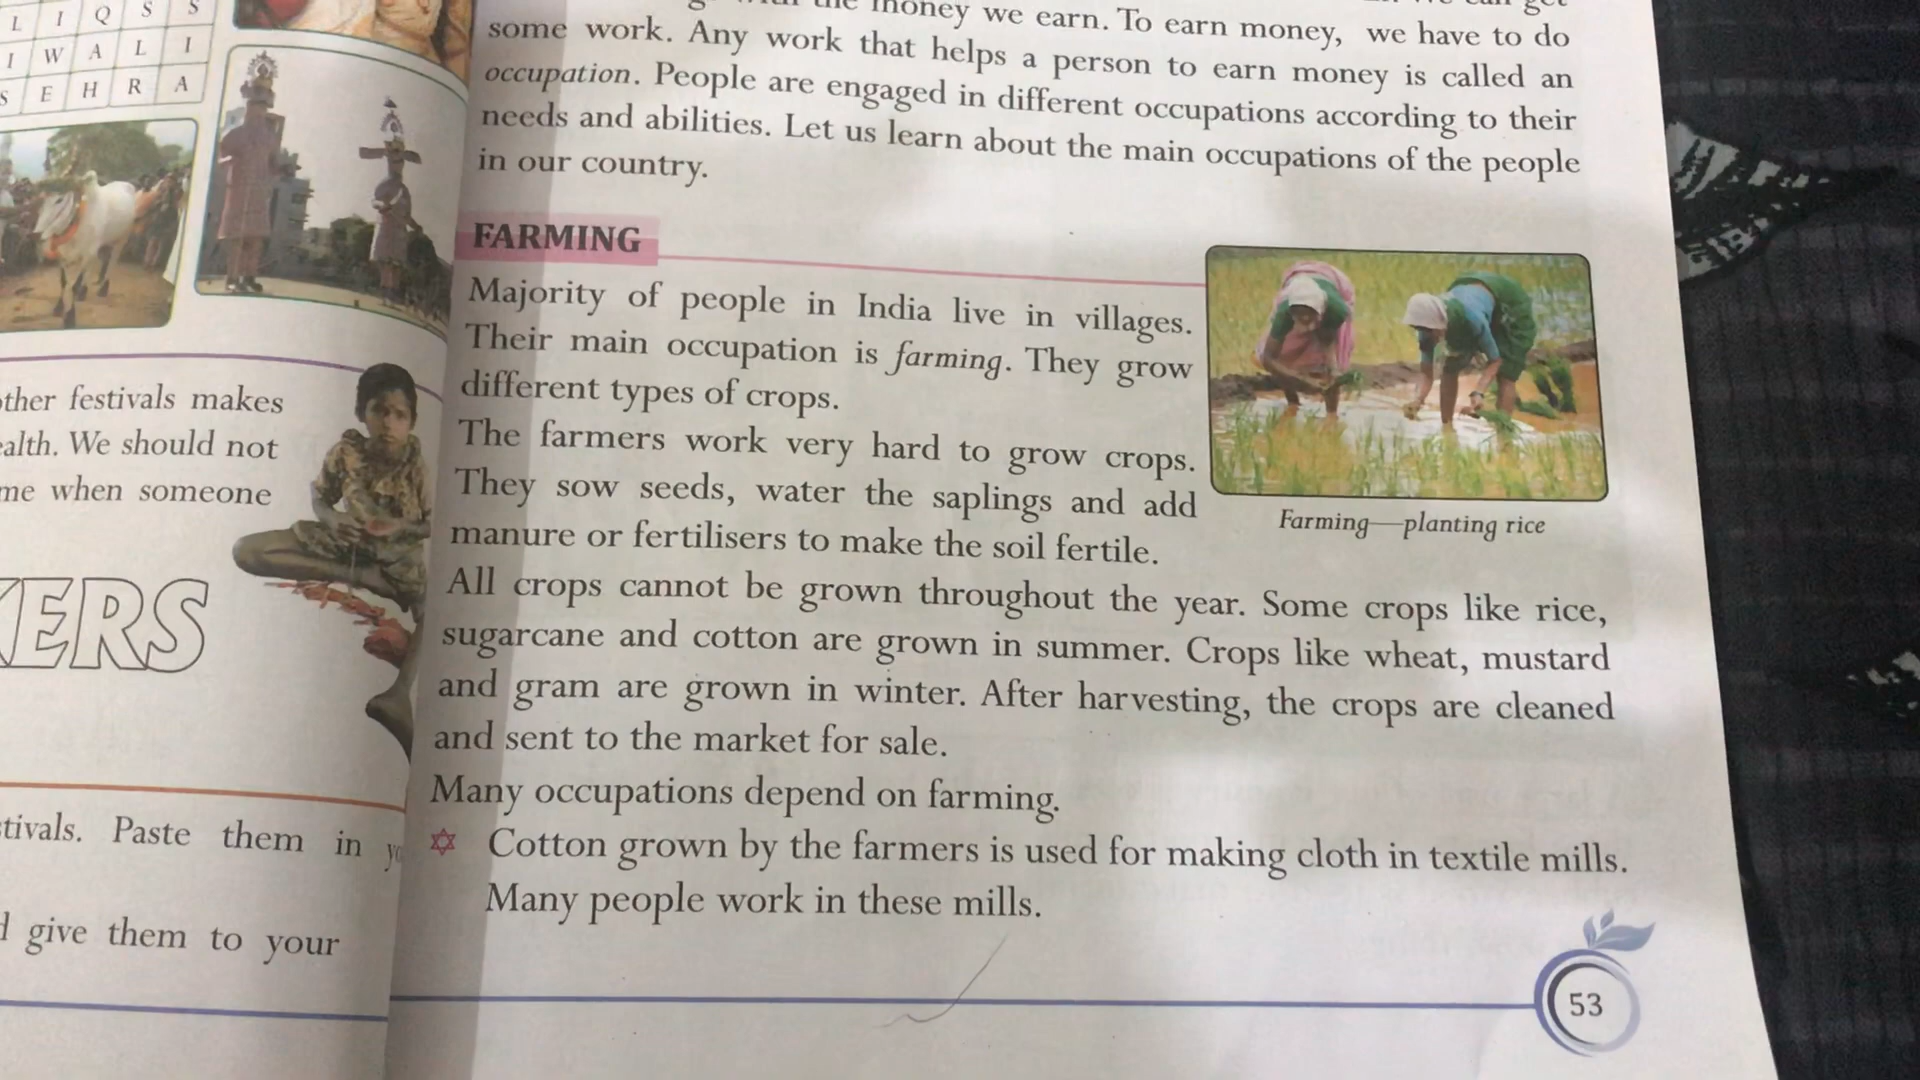 L I Q S S
I W A L I
S E H R A
other festivals makes
ealth. We should not
me when someone
KERS
stivals. Paste them in
d give them to your
the money we earn. To earn money, we have to do
some work. Any work that helps a person to earn money is called an
occupation. People are engaged in different occupations according to their
needs and abilities. Let us learn about the main occupations of the people
in our country.
FARMING
Majority of people in India live in villages.
Their main occupation is farming. They grow
different types of crops.
The farmers work very hard to grow crops.
They sow seeds, water the saplings and add
manure or fertilisers to make the soil fertile.
Farming—planting rice
All crops cannot be grown throughout the year. Some crops like rice,
sugarcane and cotton are grown in summer. Crops like wheat, mustard
and gram are grown in winter. After harvesting, the crops are cleaned
and sent to the market for sale.
Many occupations depend on farming.
Cotton grown by the farmers is used for making cloth in textile mills.
Many people work in these mills.
53